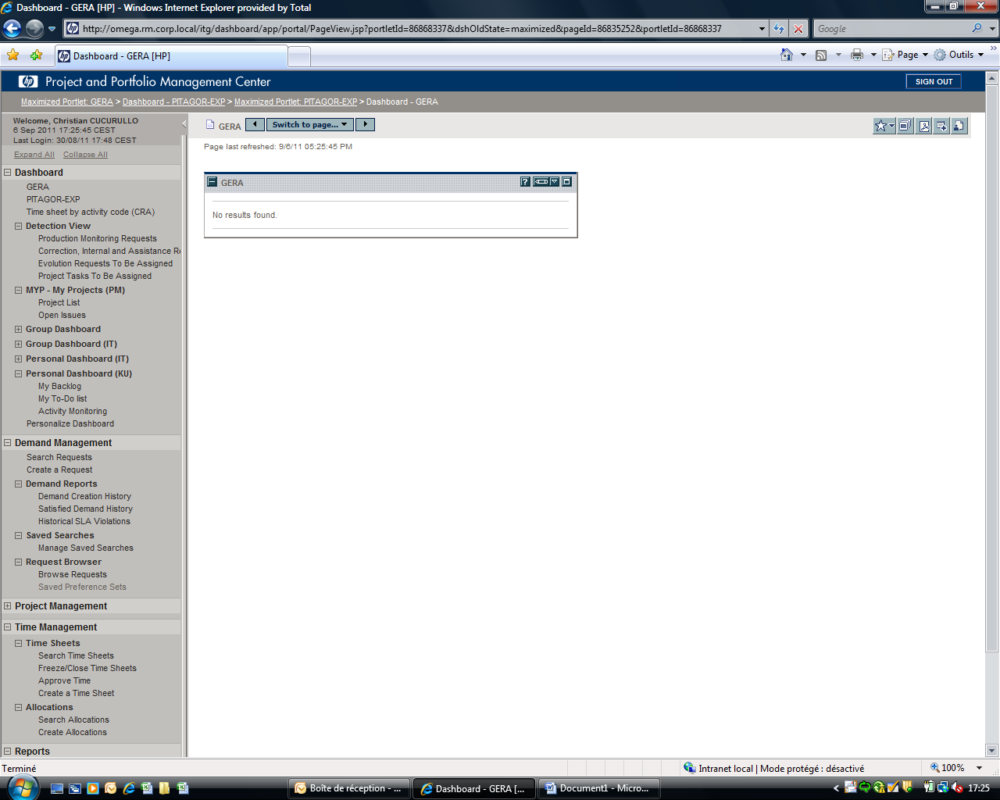 Dashboard - GERA [HP] - Windows Internet Explorer provided by Total
http://omega.rm.corp.local/itg/dashboard/app/portal/PageView.jsp?portletId=86868337&dshOldState=maximized&pageId=86835252&portletId=86868337
Google
Dashboard - GERA [HP]
Page
Outils
hp Project and Portfolio Management Center
SIGN OUT
Maximized Portlet: GERA > Dashboard - PITAGOR-EXP > Maximized Portlet: PITAGOR-EXP > Dashboard - GERA
Welcome, Christian CUCURULLO
6 Sep 2011 17:25:45 CEST
Last Login: 30/08/11 17:48 CEST
Expand All Collapse All
GERA
Switch to page...
Page last refreshed: 9/6/11 05:25:45 PM
GERA
No results found.
Dashboard
GERA
PITAGOR-EXP
Time sheet by activity code (CRA)
Detection View
Production Monitoring Requests
Correction, Internal and Assistance Re
Evolution Requests To Be Assigned
Project Tasks To Be Assigned
MYP - My Projects (PM)
Project List
Open Issues
Group Dashboard
Group Dashboard (IT)
Personal Dashboard (IT)
Personal Dashboard (KU)
My Backlog
My To-Do list
Activity Monitoring
Personalize Dashboard
Demand Management
Search Requests
Create a Request
Demand Reports
Demand Creation History
Satisfied Demand History
Historical SLA Violations
Saved Searches
Manage Saved Searches
Request Browser
Browse Requests
Saved Preference Sets
Project Management
Time Management
Time Sheets
Search Time Sheets
Freeze/Close Time Sheets
Approve Time
Create a Time Sheet
Allocations
Search Allocations
Create Allocations
Reports
Terminé
Intranet local | Mode protégé : désactivé
100%
Boîte de réception - ...
Dashboard - GERA [...
Document1 - Micro...
17:25